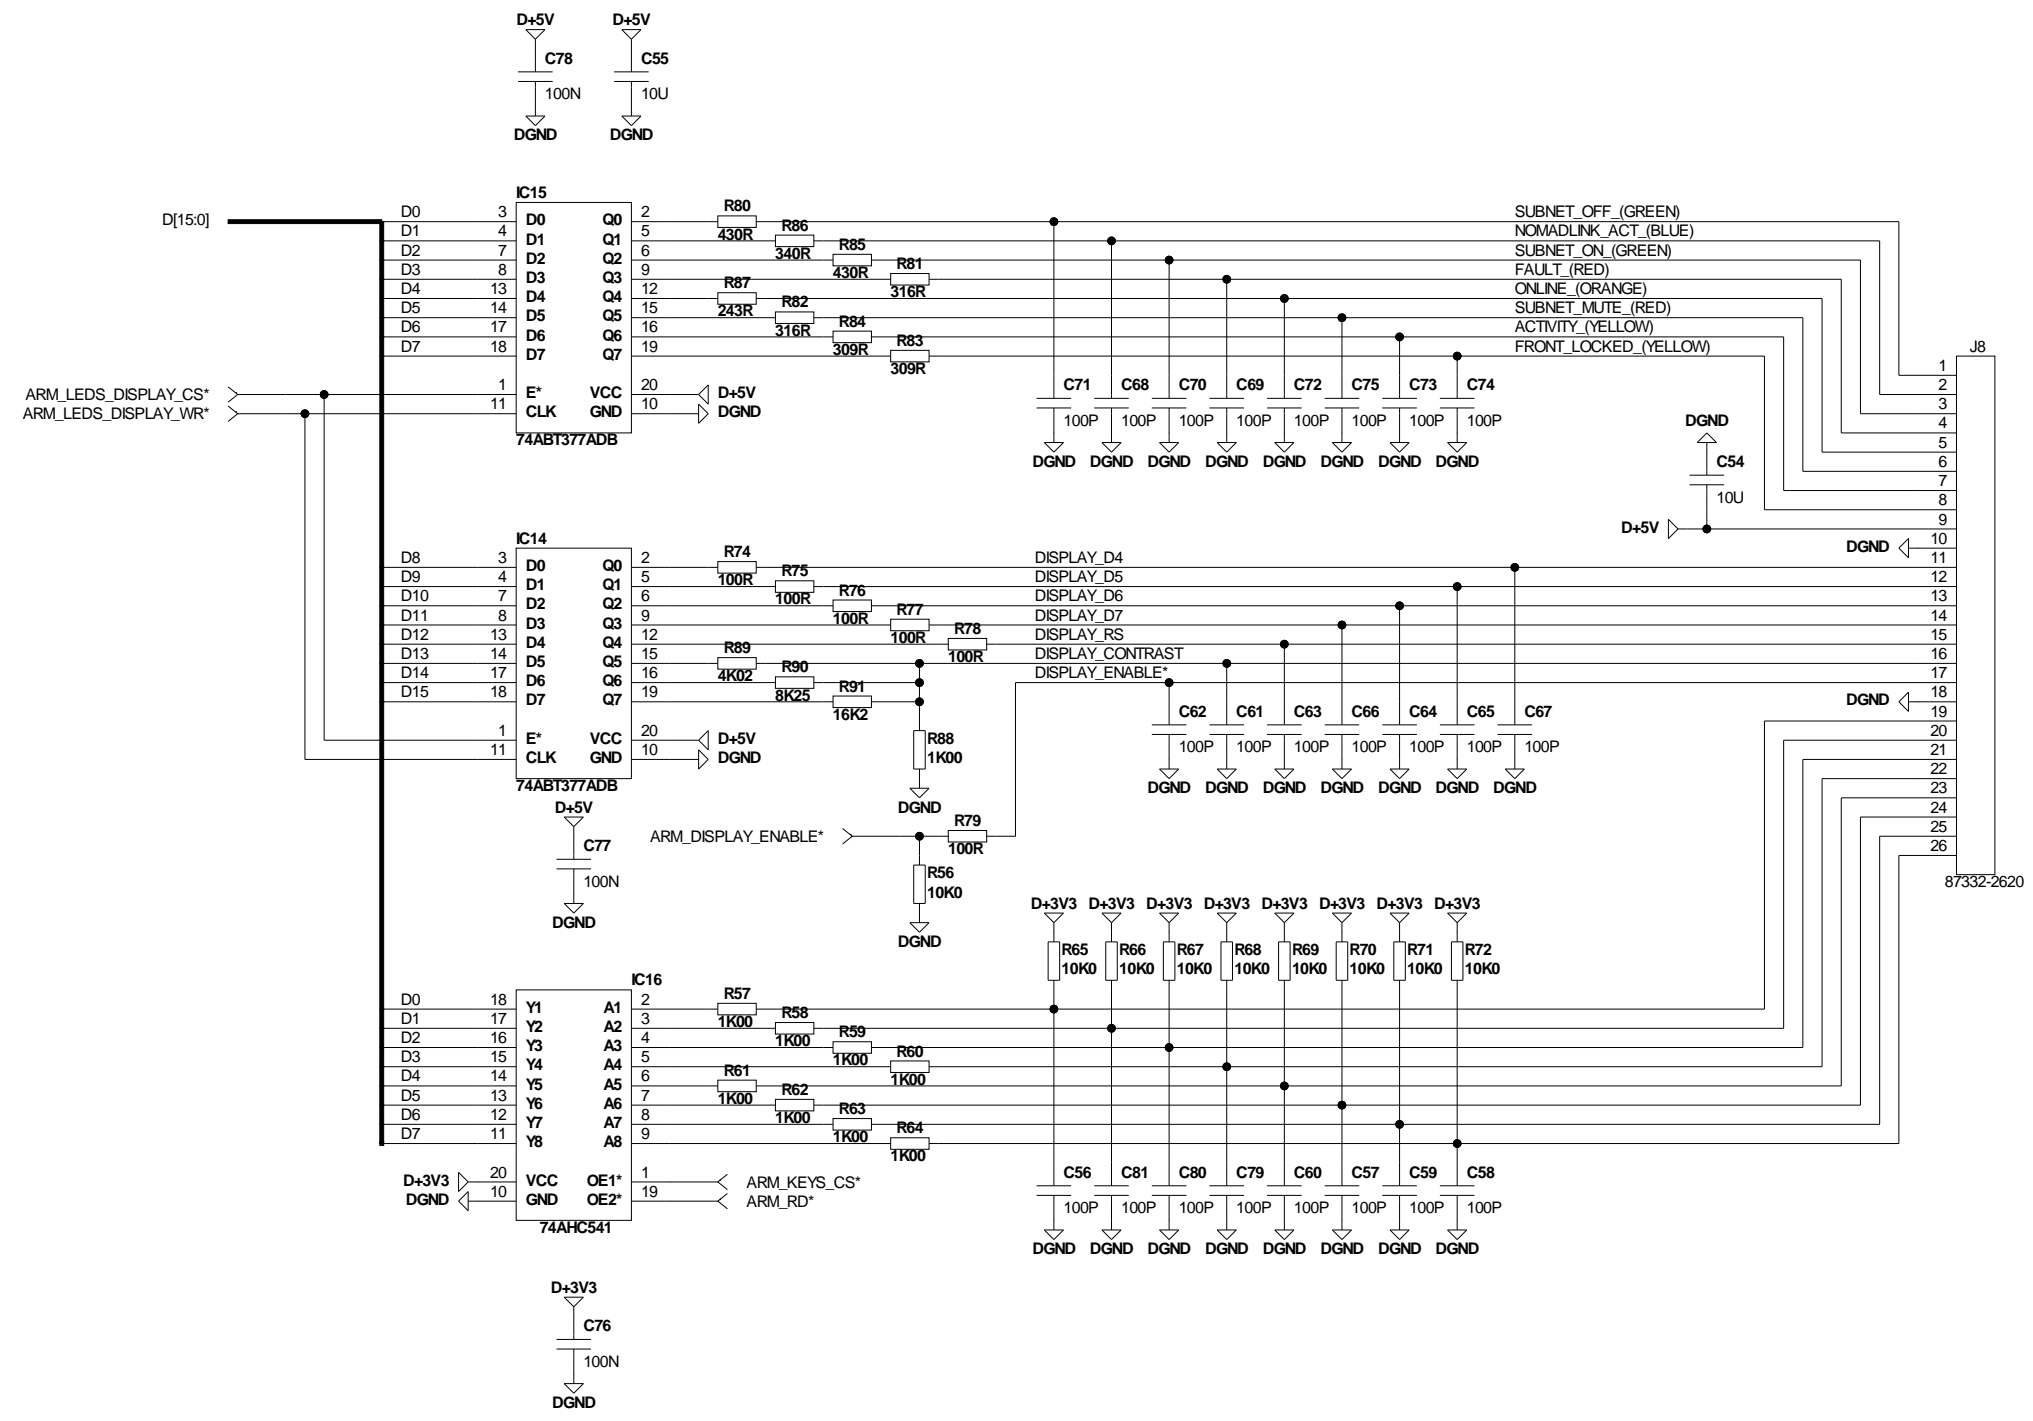 D+5V D+5V
C78 C55
100N 10U
DGND DGND
IC15
D[15:0]
D0 3 D0 Q0 2 R80 430R SUBNET_OFF_(GREEN)
D1 4 D1 Q1 5 R86 340R NOMADLINK_ACT_(BLUE)
D2 7 D2 Q2 6 R85 430R SUBNET_ON_(GREEN)
D3 8 D3 Q3 9 R81 316R FAULT_(RED)
D4 13 D4 Q4 12 R87 243R ONLINE_(ORANGE)
D5 14 D5 Q5 15 R82 316R SUBNET_MUTE_(RED)
D6 17 D6 Q6 16 R84 309R ACTIVITY_(YELLOW)
D7 18 D7 Q7 19 R83 309R FRONT_LOCKED_(YELLOW)
ARM_LEDS_DISPLAY_CS* 1 E* VCC 20 D+5V
ARM_LEDS_DISPLAY_WR* 11 CLK GND 10 DGND
74ABT377ADB
C71 C68 C70 C69 C72 C75 C73 C74
100P 100P 100P 100P 100P 100P 100P 100P
DGND DGND DGND DGND DGND DGND DGND DGND
J8
1
2
3
4
5
6
7
8
9
10
11
12
13
14
15
16
17
18
19
20
21
22
23
24
25
26
87332-2620
DGND
C54
10U
D+5V
DGND
DGND
IC14
D8 3 D0 Q0 2 R74 100R DISPLAY_D4
D9 4 D1 Q1 5 R75 100R DISPLAY_D5
D10 7 D2 Q2 6 R76 100R DISPLAY_D6
D11 8 D3 Q3 9 R77 100R DISPLAY_D7
D12 13 D4 Q4 12 R78 100R DISPLAY_RS
D13 14 D5 Q5 15 R89 4K02 DISPLAY_CONTRAST
D14 17 D6 Q6 16 R90 8K25 DISPLAY_ENABLE*
D15 18 D7 Q7 19 R91 16K2
1 E* VCC 20 D+5V
11 CLK GND 10 DGND
74ABT377ADB
R88
1K00
DGND
C62 C61 C63 C66 C64 C65 C67
100P 100P 100P 100P 100P 100P 100P
DGND DGND DGND DGND DGND DGND DGND
D+5V
C77
100N
DGND
ARM_DISPLAY_ENABLE* R79 100R
R56
10K0
DGND
D+3V3 D+3V3 D+3V3 D+3V3 D+3V3 D+3V3 D+3V3 D+3V3
R65 R66 R67 R68 R69 R70 R71 R72
10K0 10K0 10K0 10K0 10K0 10K0 10K0 10K0
IC16
D0 18 Y1 A1 2 R57 1K00
D1 17 Y2 A2 3 R58 1K00
D2 16 Y3 A3 4 R59 1K00
D3 15 Y4 A4 5 R60 1K00
D4 14 Y5 A5 6 R61 1K00
D5 13 Y6 A6 7 R62 1K00
D6 12 Y7 A7 8 R63 1K00
D7 11 Y8 A8 9 R64 1K00
D+3V3 20 VCC OE1* 1 ARM_KEYS_CS*
DGND 10 GND OE2* 19 ARM_RD*
74AHC541
C56 C81 C80 C79 C60 C57 C59 C58
100P 100P 100P 100P 100P 100P 100P 100P
DGND DGND DGND DGND DGND DGND DGND DGND
D+3V3
C76
100N
DGND